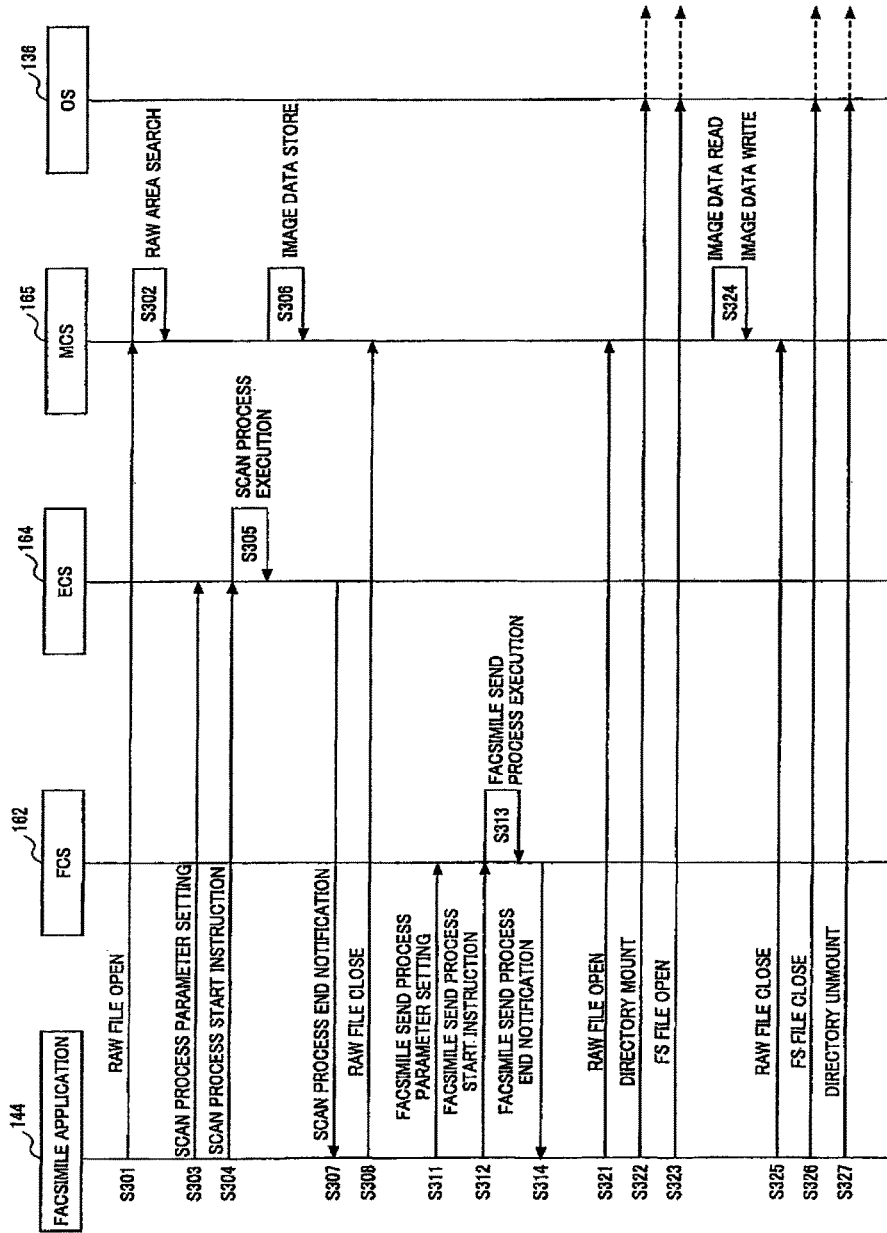 144
FACSIMILE APPLICATION
162
FCS
164
ECS
165
MCS
136
OS
S301
RAW FILE OPEN
S302
RAW AREA SEARCH
S303
SCAN PROCESS PARAMETER SETTING
S304
SCAN PROCESS START INSTRUCTION
S305
SCAN PROCESS
EXECUTION
S306
IMAGE DATA STORE
S307
SCAN PROCESS END NOTIFICATION
S308
RAW FILE CLOSE
S311
FACSIMILE SEND PROCESS
PARAMETER SETTING
S312
FACSIMILE SEND PROCESS
START INSTRUCTION
S313
FACSIMILE SEND
PROCESS EXECUTION
S314
FACSIMILE SEND PROCESS
END NOTIFICATION
S321
RAW FILE OPEN
S322
DIRECTORY MOUNT
S323
FS FILE OPEN
S324
IMAGE DATA READ
IMAGE DATA WRITE
S325
RAW FILE CLOSE
S326
FS FILE CLOSE
S327
DIRECTORY UNMOUNT